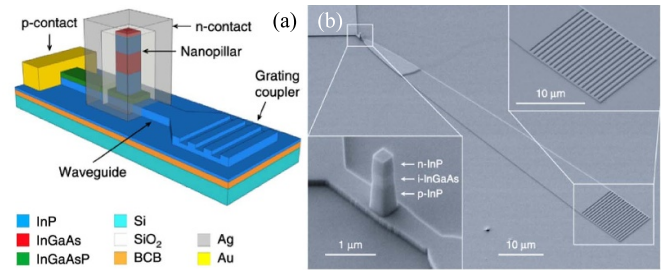 (a)
p-contact
n-contact
Nanopillar
Grating
coupler
Waveguide
InP
Si
Ag
InGaAs
SiO2
Au
InGaAsP
BCB
(b)
10 μm
n-InP
i-InGaAs
p-InP
1 μm
10 μm